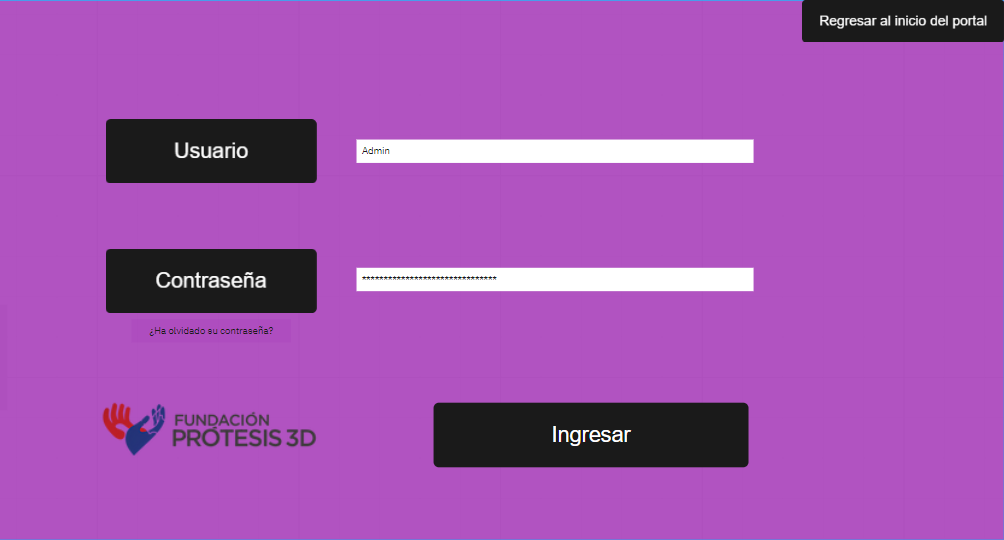 Regresar al inicio del portal
Usuario
Admin
Contraseña
*******************************
¿Ha olvidado su contraseña?
FUNDACIÓN
PRÓTESIS 3D
Ingresar